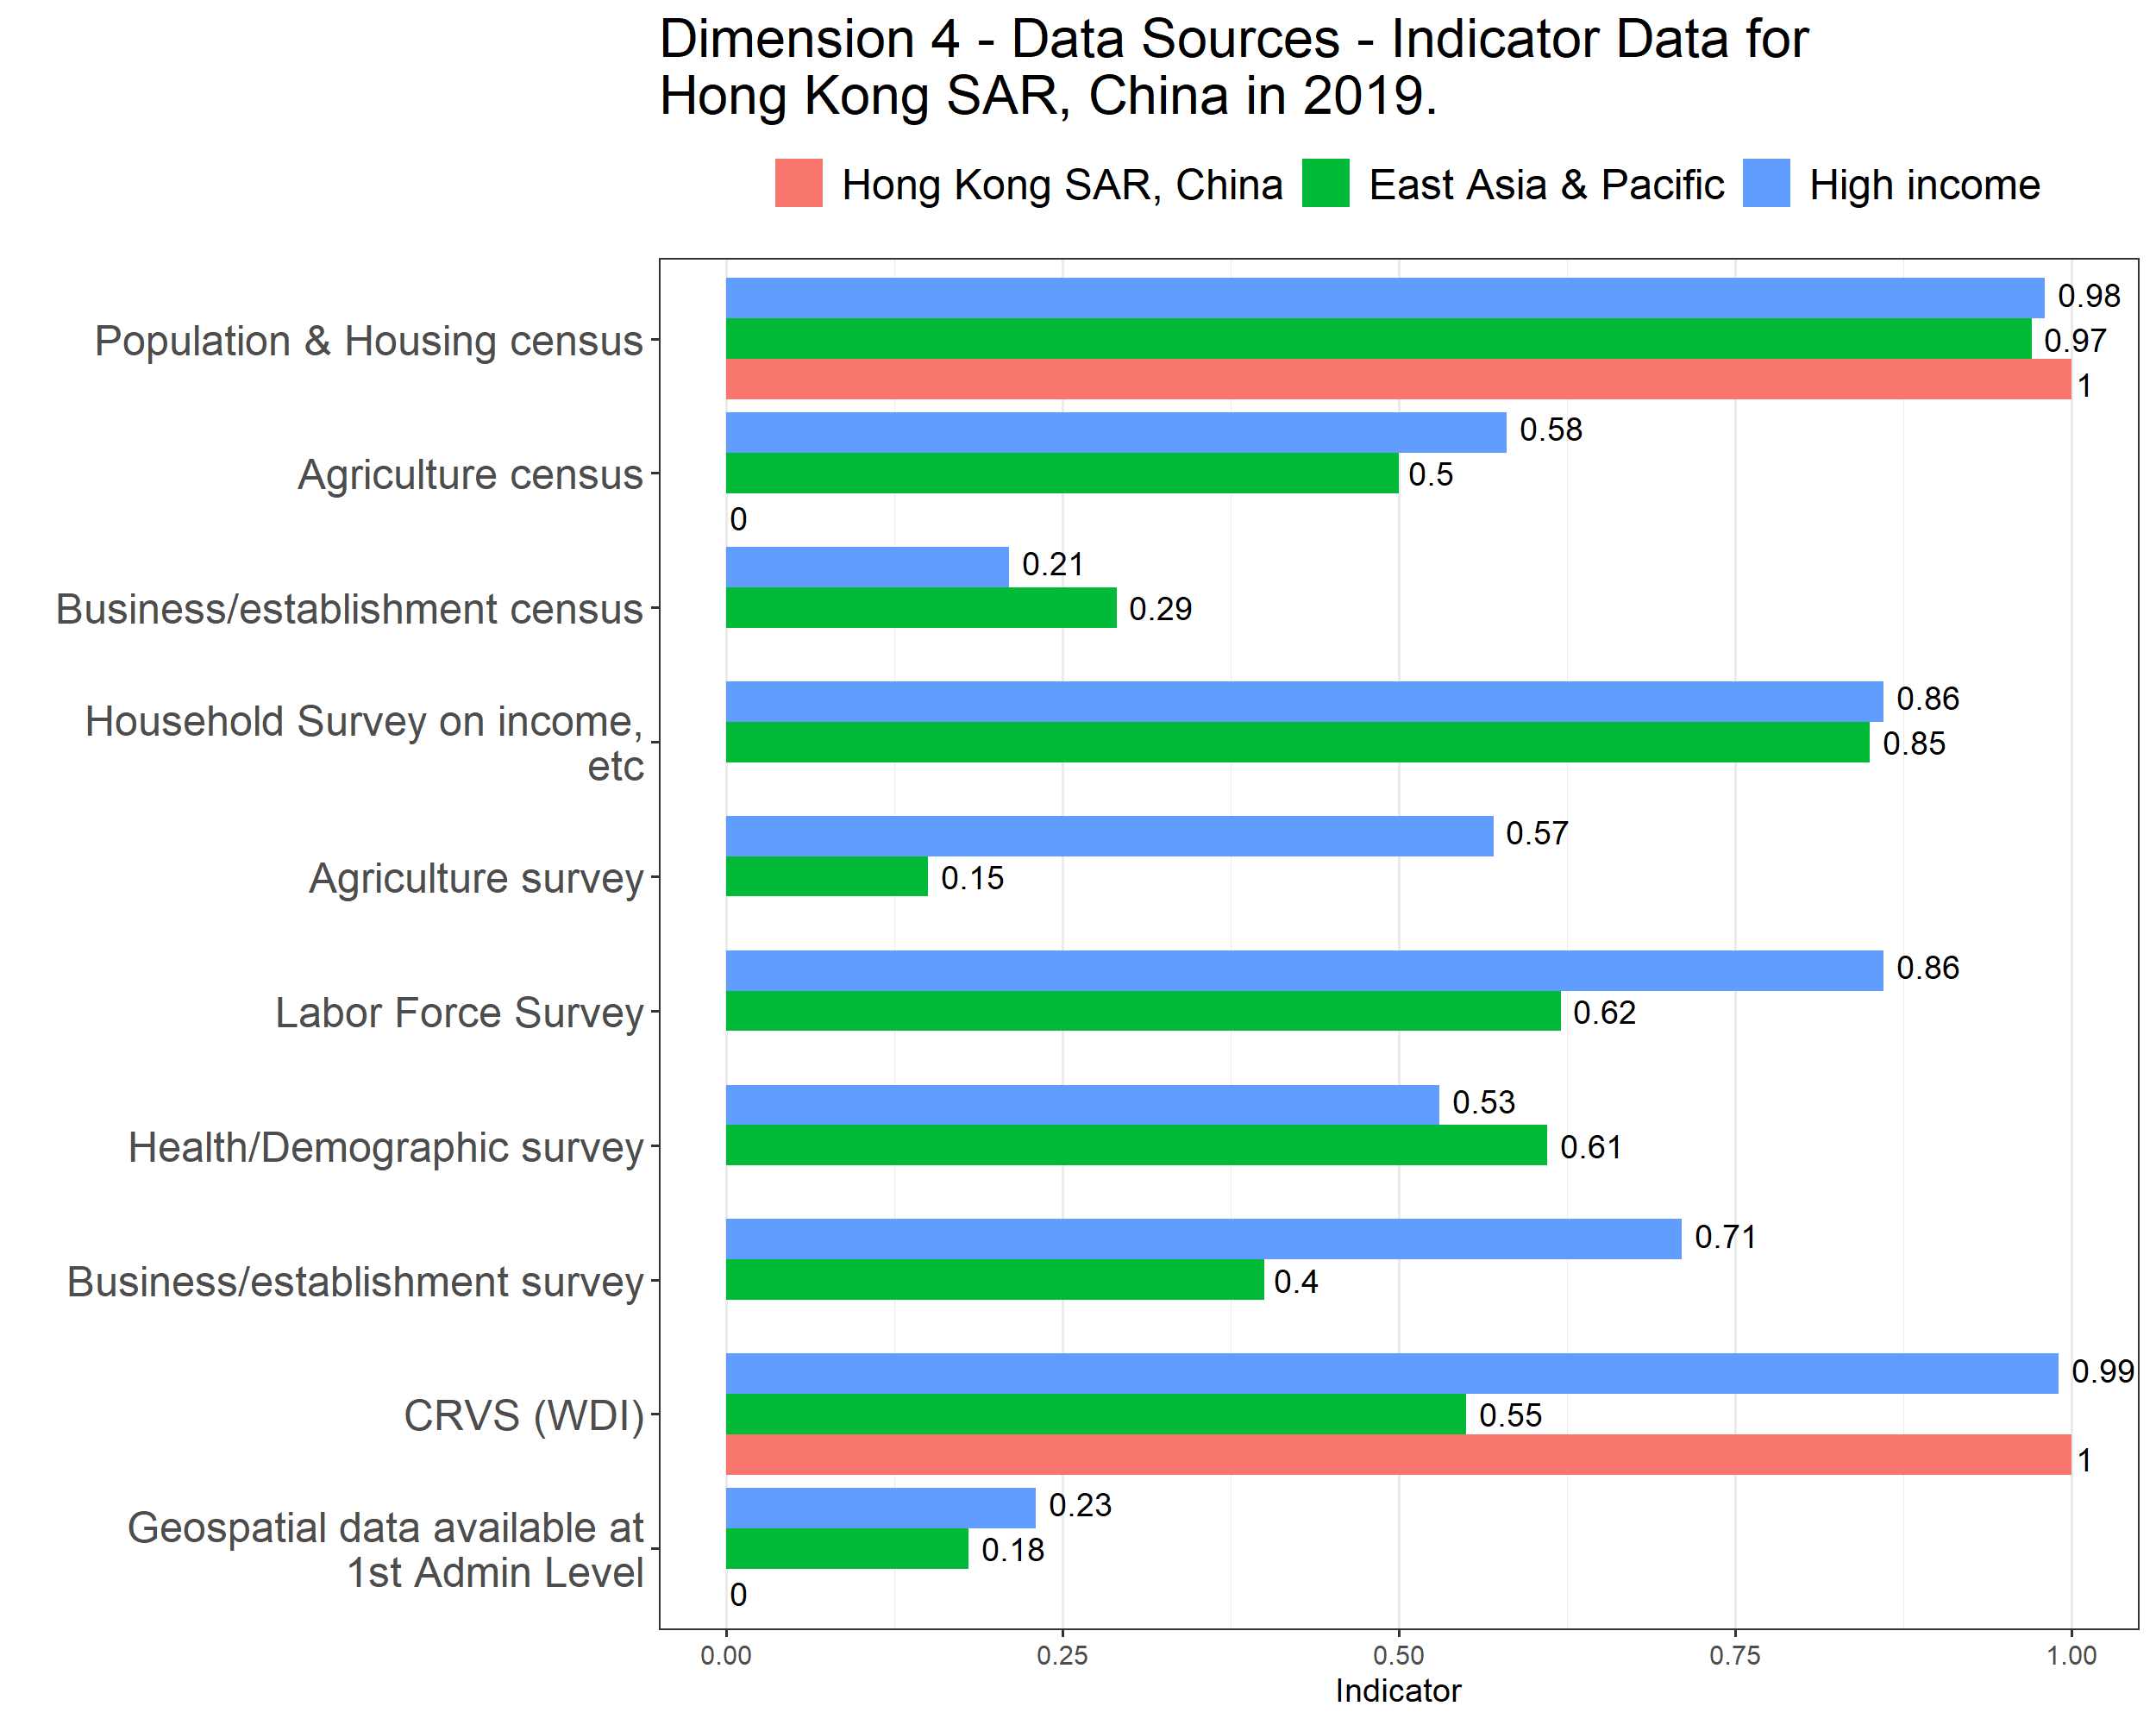 Dimension 4 - Data Sources - Indicator Data for
Hong Kong SAR, China in 2019.
Hong Kong SAR, China East Asia & Pacific High income
Population & Housing census
0.98
0.97
1
Agriculture census
0.58
0.5
0
Business/establishment census
0.21
0.29
Household Survey on income,
etc
0.86
0.85
Agriculture survey
0.57
0.15
Labor Force Survey
0.86
0.62
Health/Demographic survey
0.53
0.61
Business/establishment survey
0.71
0.4
CRVS (WDI)
0.99
0.55
1
Geospatial data available at
1st Admin Level
0.23
0.18
0
0.00 0.25 0.50 0.75 1.00
Indicator